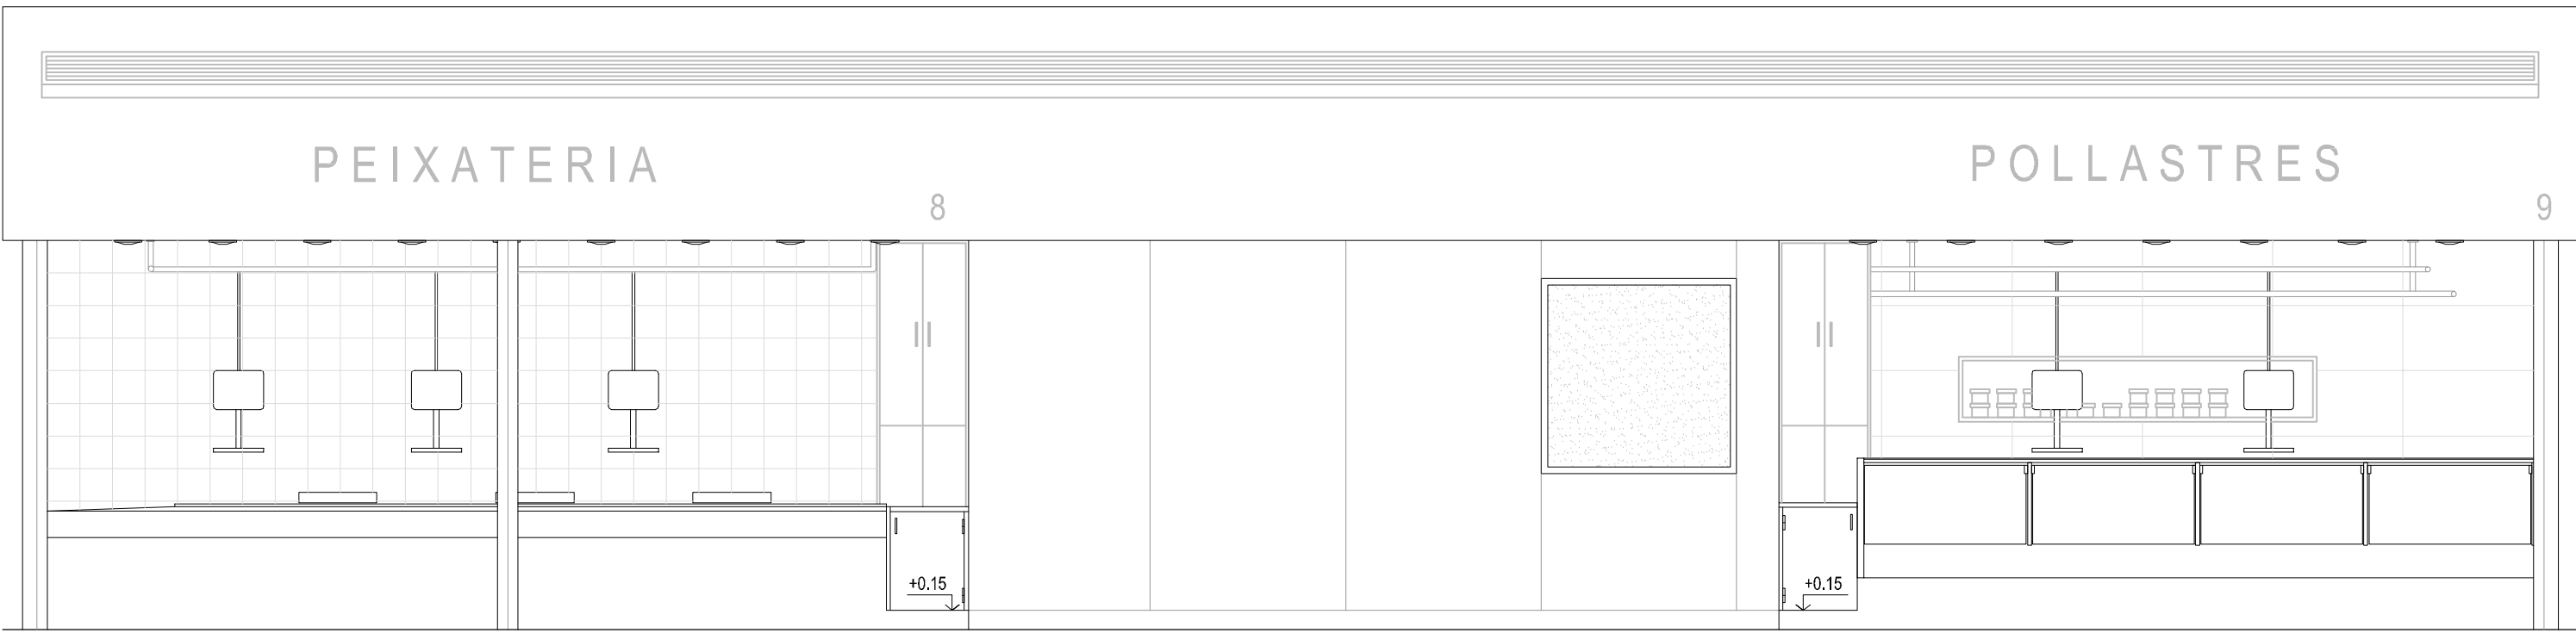 PEIXATERIA
8
POLLASTRES
9
+0.15
+0.15